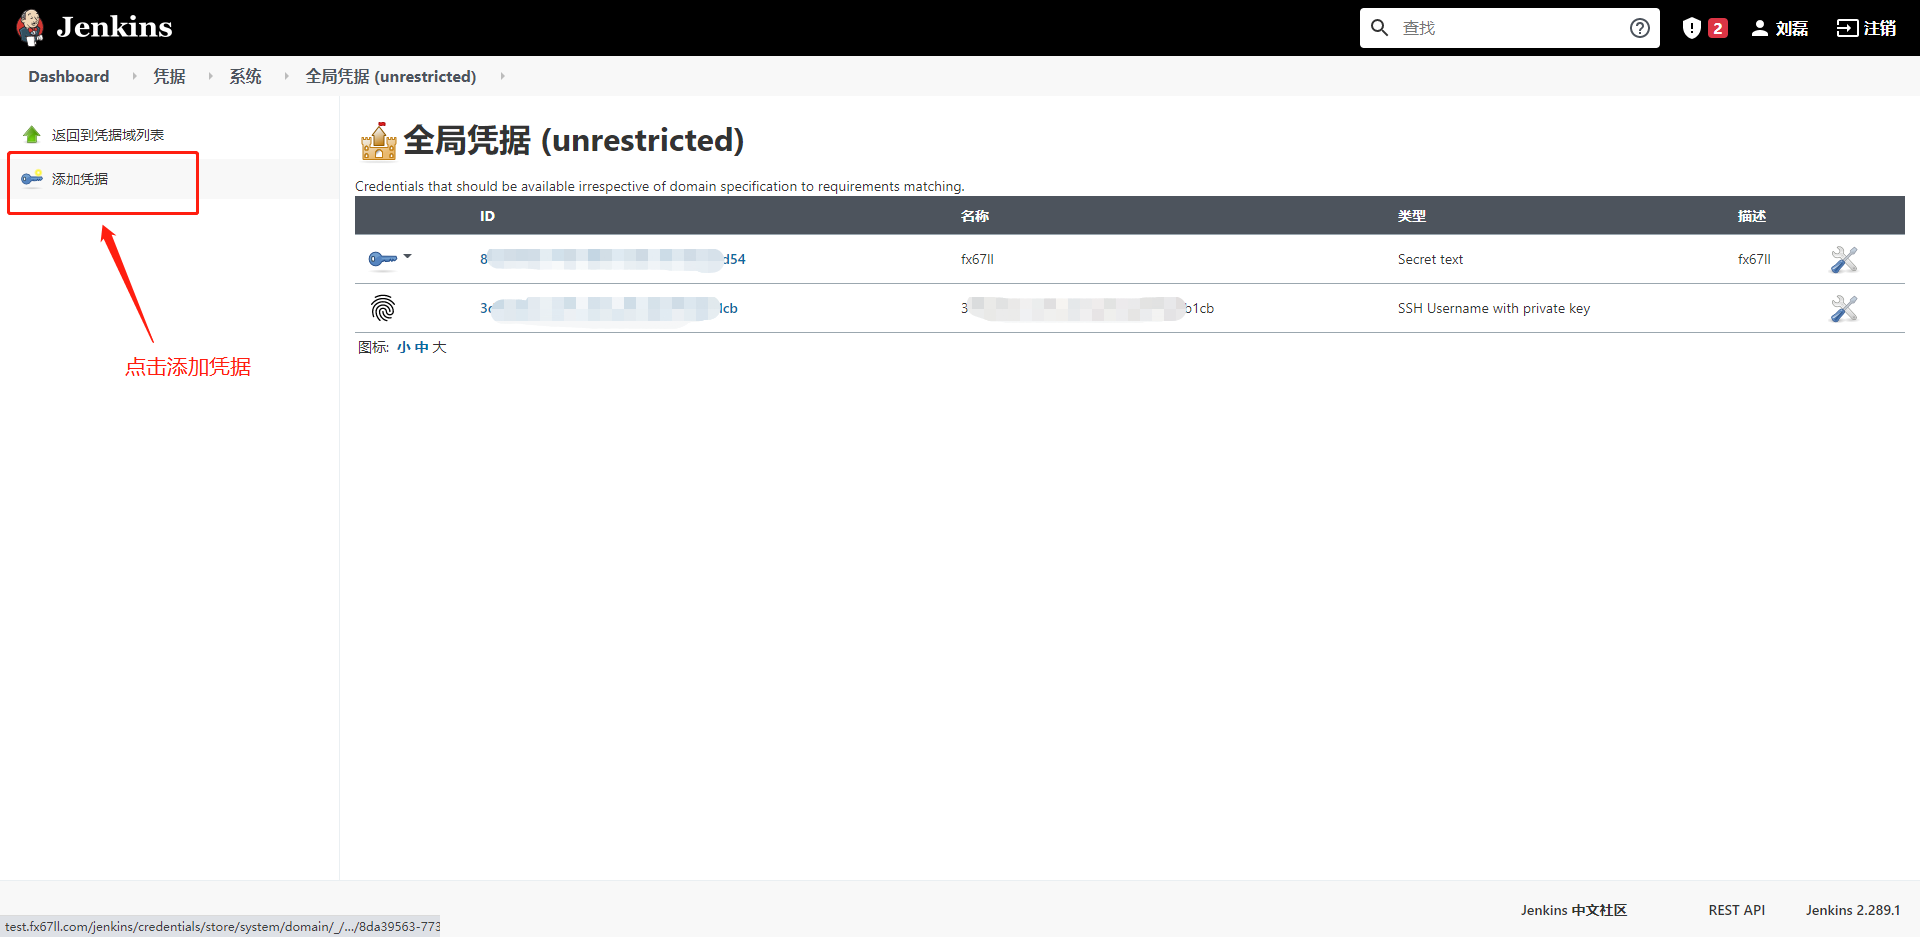 Jenkins
查找
2
刘磊
注销
Dashboard
凭据
系统
全局凭据 (unrestricted)
返回到凭据域列表
添加凭据
点击添加凭据
全局凭据 (unrestricted)
Credentials that should be available irrespective of domain specification to requirements matching.
ID 名称 类型 描述
8 d54 fx67ll Secret text fx67ll
3 cb 3 b1cb SSH Username with private key
图标: 小 中 大
Jenkins 中文社区
REST API
Jenkins 2.289.1
test.fx67ll.com/jenkins/credentials/store/system/domain/_/.../8da39563-773